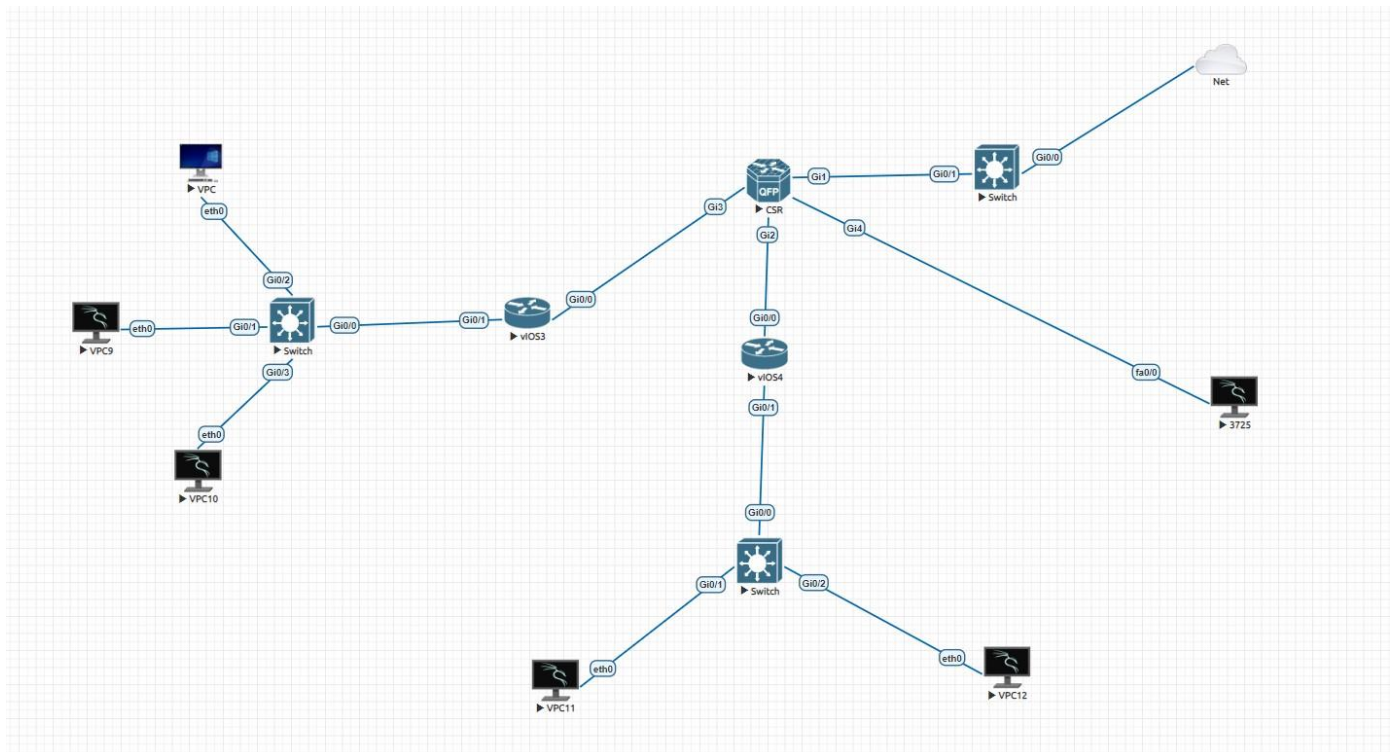 Net
Gi0/0
QFP
CSR
Gi1
Gi0/1
Switch
VPC
eth0
Gi3
Gi2
Gi4
Gi0/2
Gi0/0
VPC9
eth0
Gi0/1
Gi0/0
Gi0/1
vIOS3
Switch
Gi0/3
Gi0/0
vIOS4
fa0/0
3725
Gi0/1
eth0
VPC10
Gi0/0
Switch
Gi0/1
Gi0/2
eth0
VPC11
eth0
VPC12